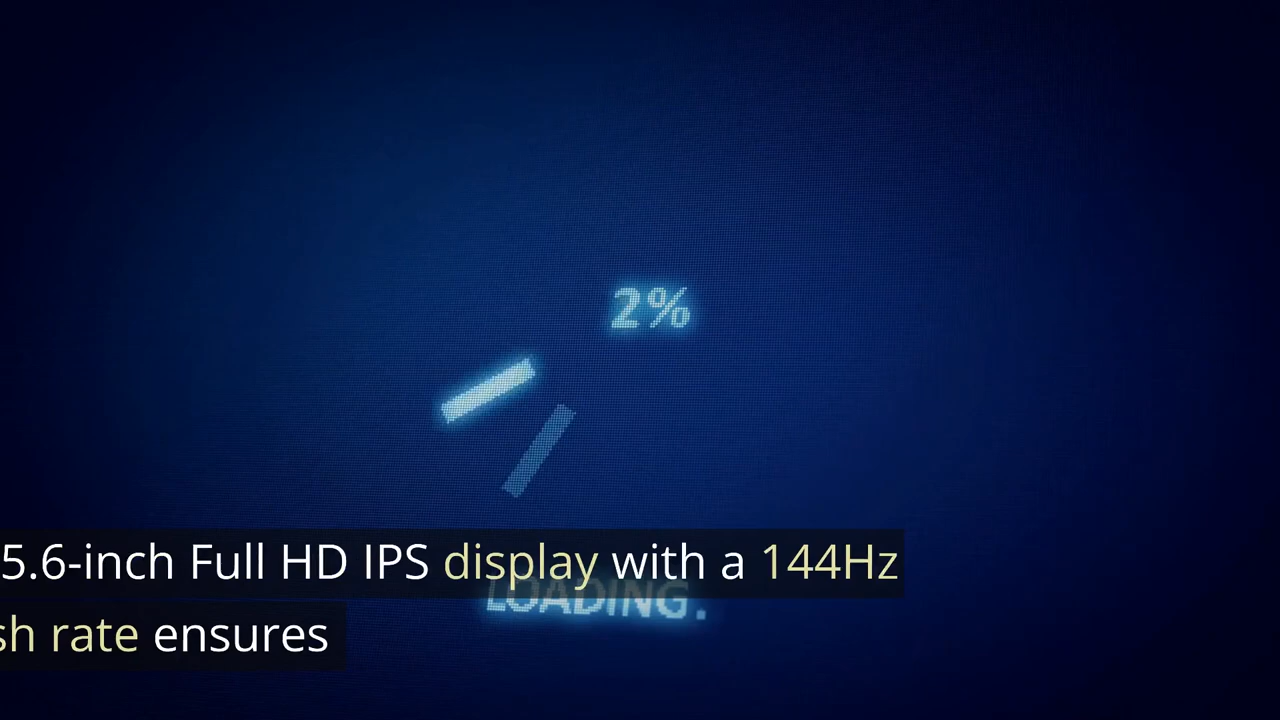 2%
5.6-inch Full HD IPS display with a 144Hz
LOADING.
sh rate ensures